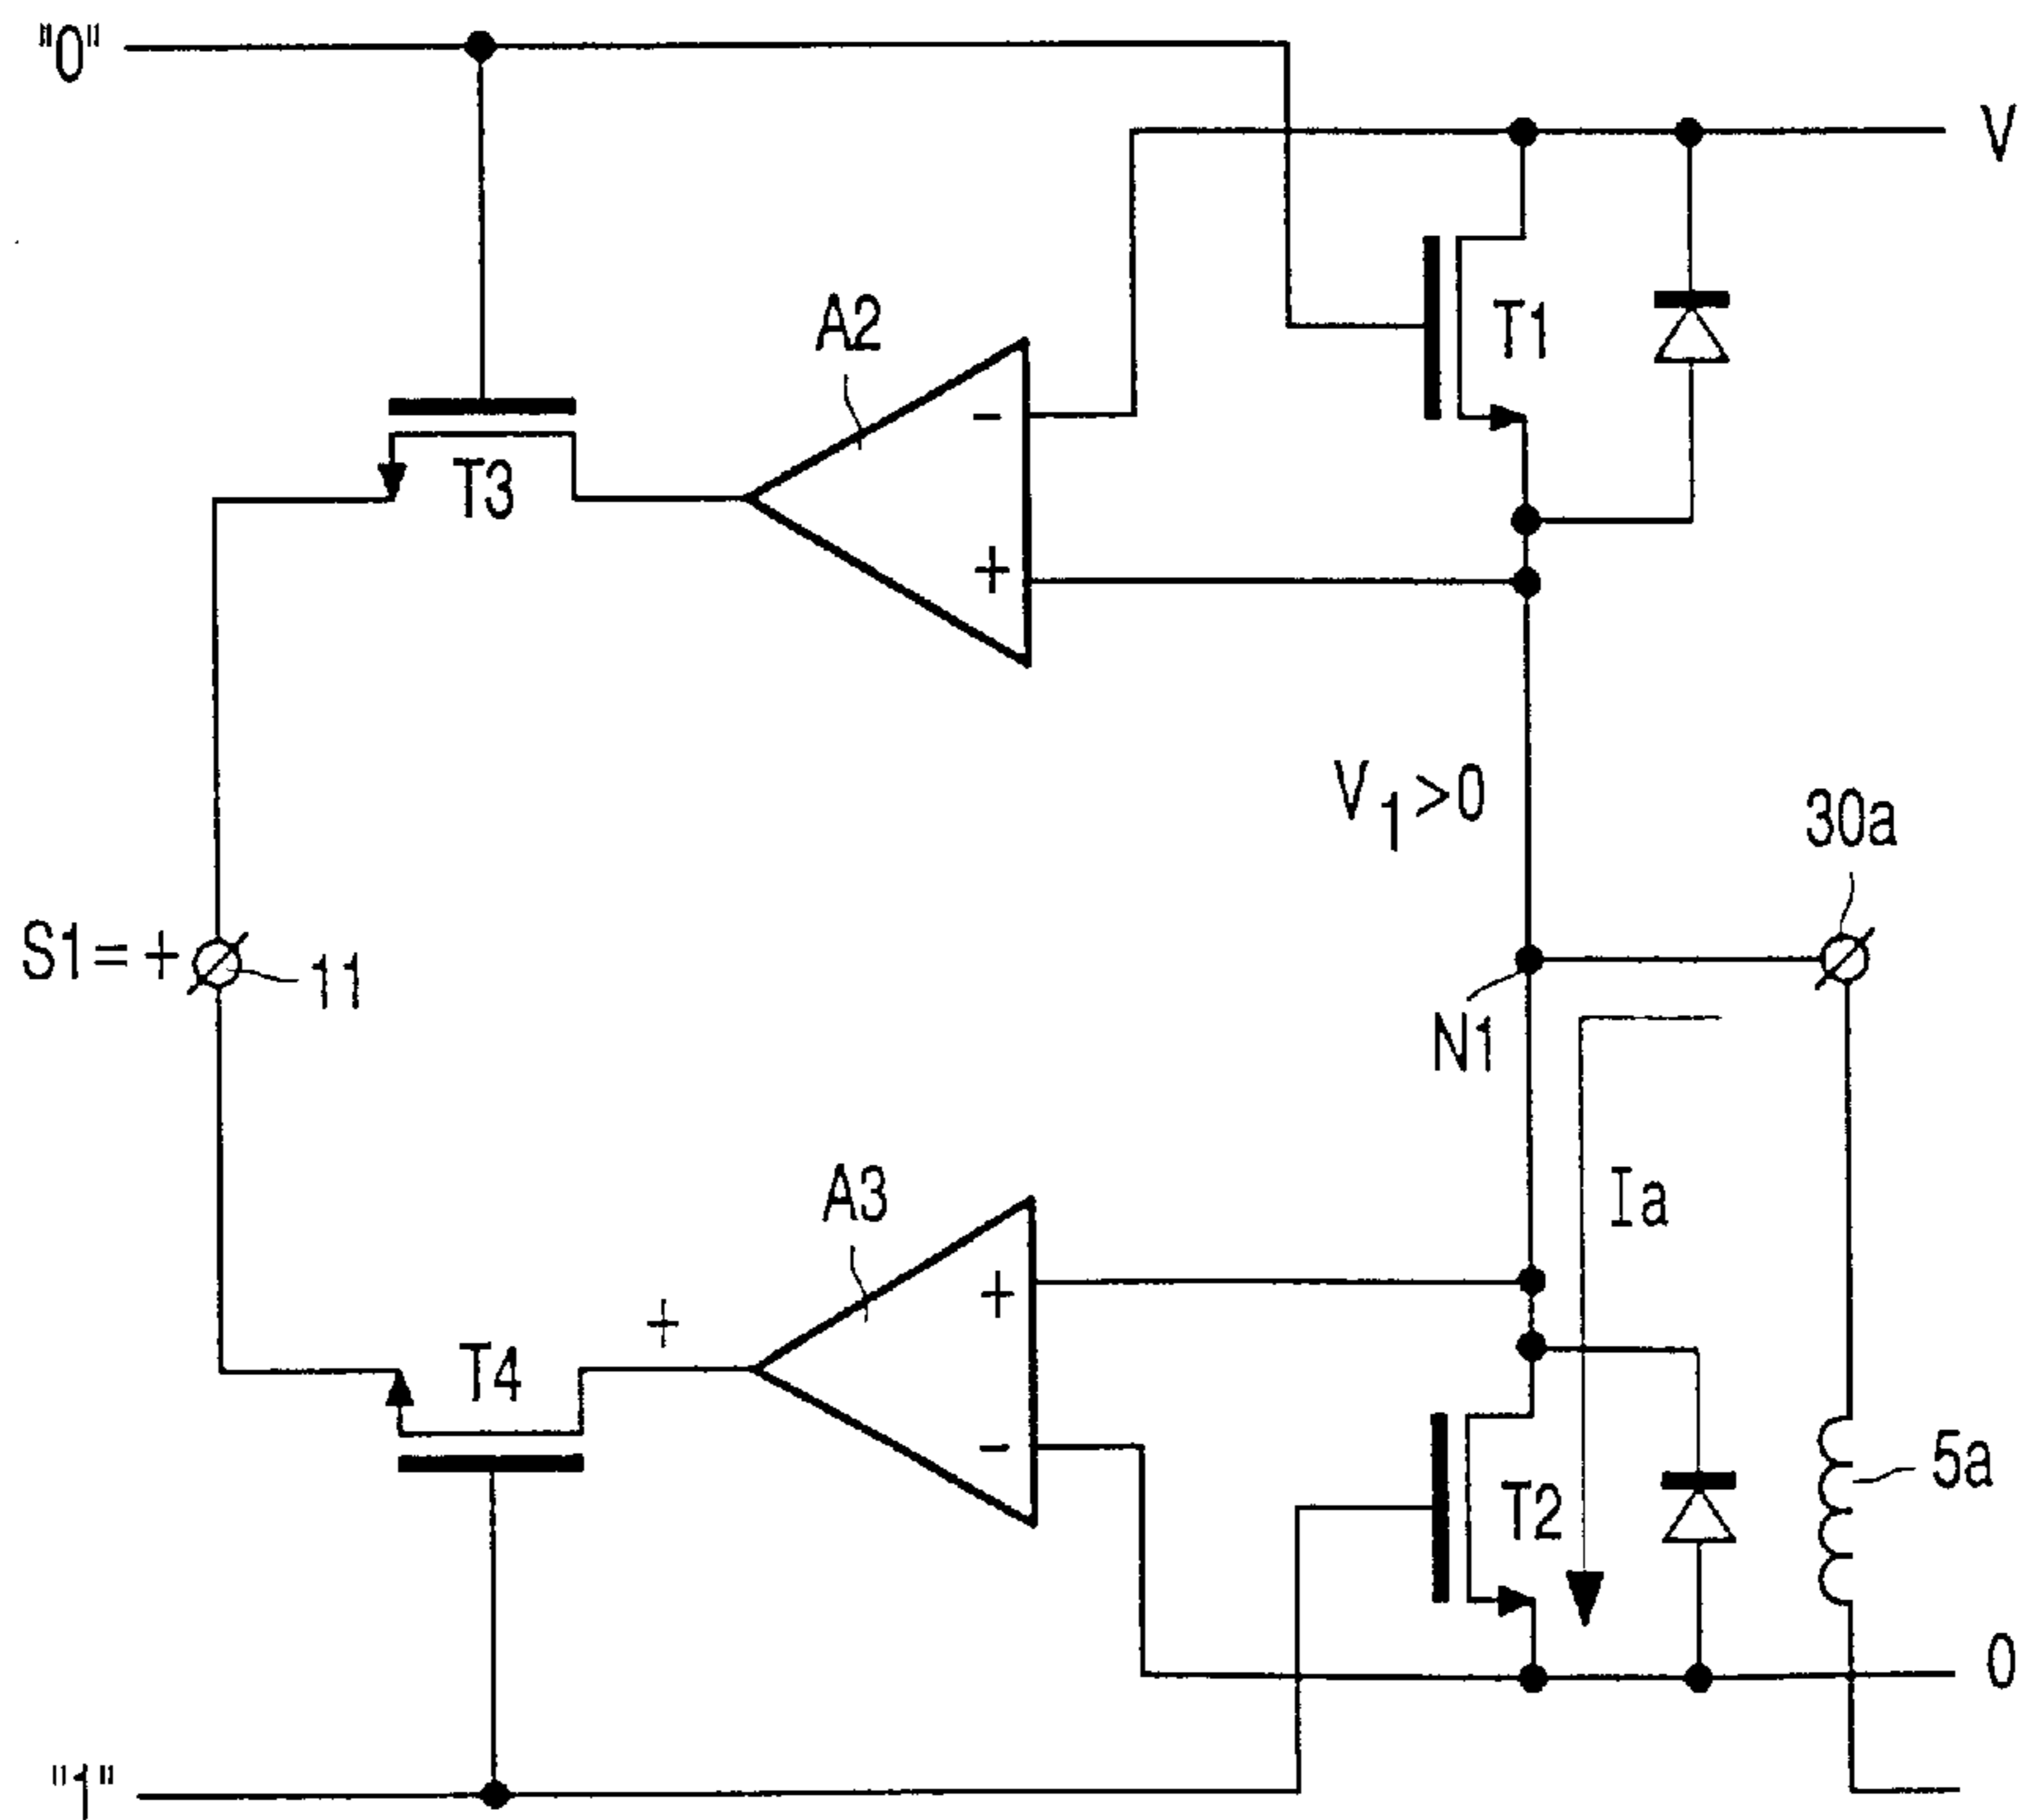 "0"
V
A2
T1
-
T3
+
V1>0
30a
S1=+
11
N1
A3
Ia
+
+
T4
-
5a
T2
0
"1"